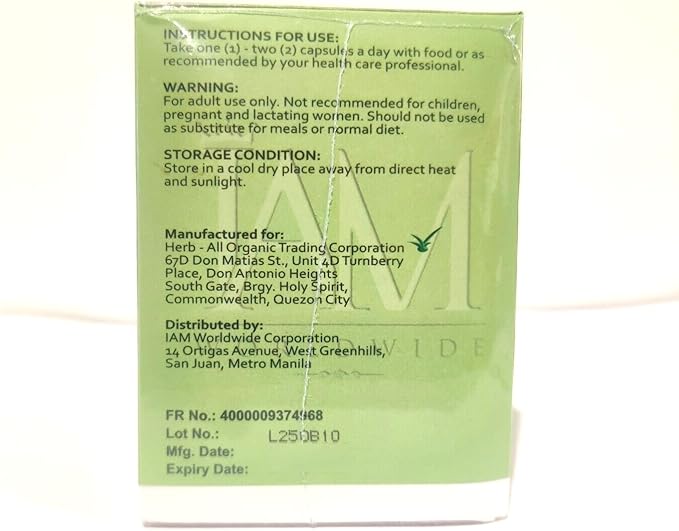 INSTRUCTIONS FOR USE:
Take one (1) - two (2) capsules a day with food or as
recommended by your health care professional.
WARNING:
For adult use only. Not recommended for children,
pregnant and lactating women. Should not be used
as substitute for meals or normal diet.
STORAGE CONDITION:
Store in a cool dry place away from direct heat
and sunlight.
IAM
WORLDWIDE
Manufactured for:
Herb - All Organic Trading Corporation
67D Don Matias St., Unit 4D Turnberry
Place, Don Antonio Heights
South Gate, Brgy. Holy Spirit,
Commonwealth, Quezon City
Distributed by:
IAM Worldwide Corporation
14 Ortigas Avenue, West Greenhills,
San Juan, Metro Manila
FR No.: 4000009374968
Lot No.: L250B10
Mfg. Date:
Expiry Date: